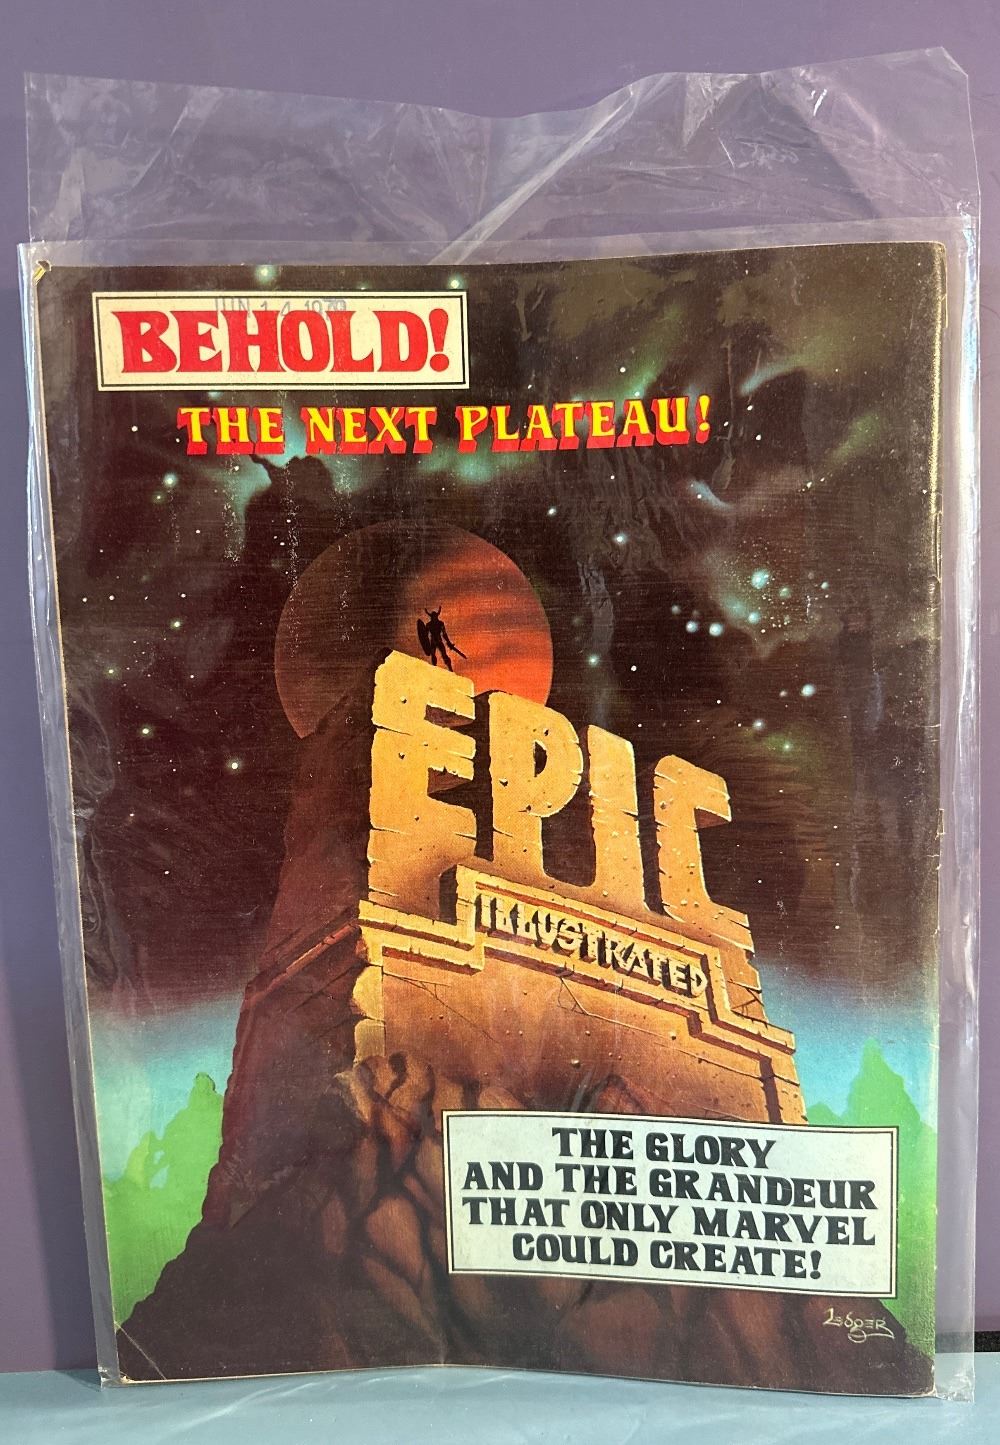 JUN 14 1979
BEHOLD!
THE NEXT PLATEAU!
EPIC
ILLUSTRATED
THE GLORY
AND THE GRANDEUR
THAT ONLY MARVEL
COULD CREATE!
Ledger